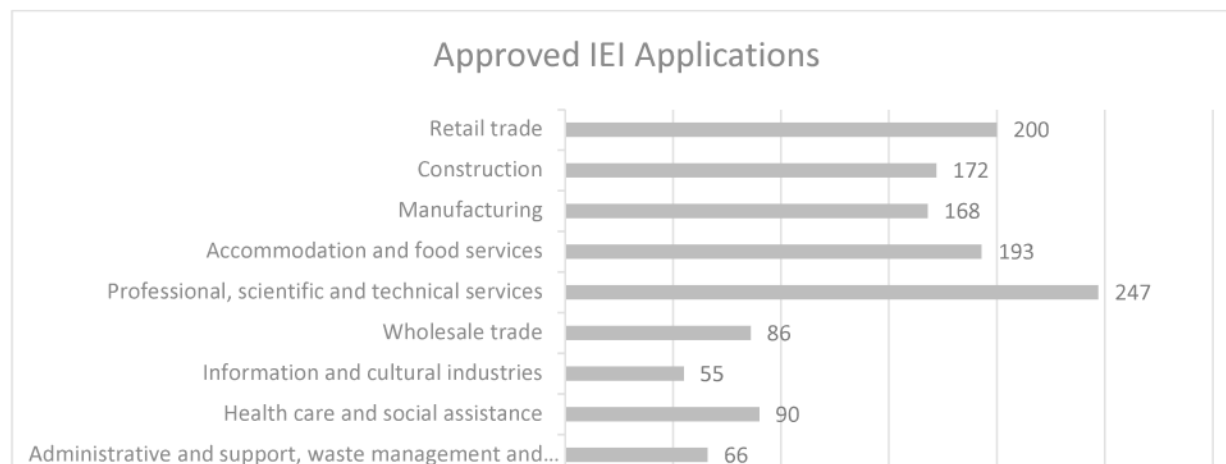 Approved IEI Applications
Retail trade 200
Construction 172
Manufacturing 168
Accommodation and food services 193
Professional, scientific and technical services 247
Wholesale trade 86
Information and cultural industries 55
Health care and social assistance 90
Administrative and support, waste management and... 66